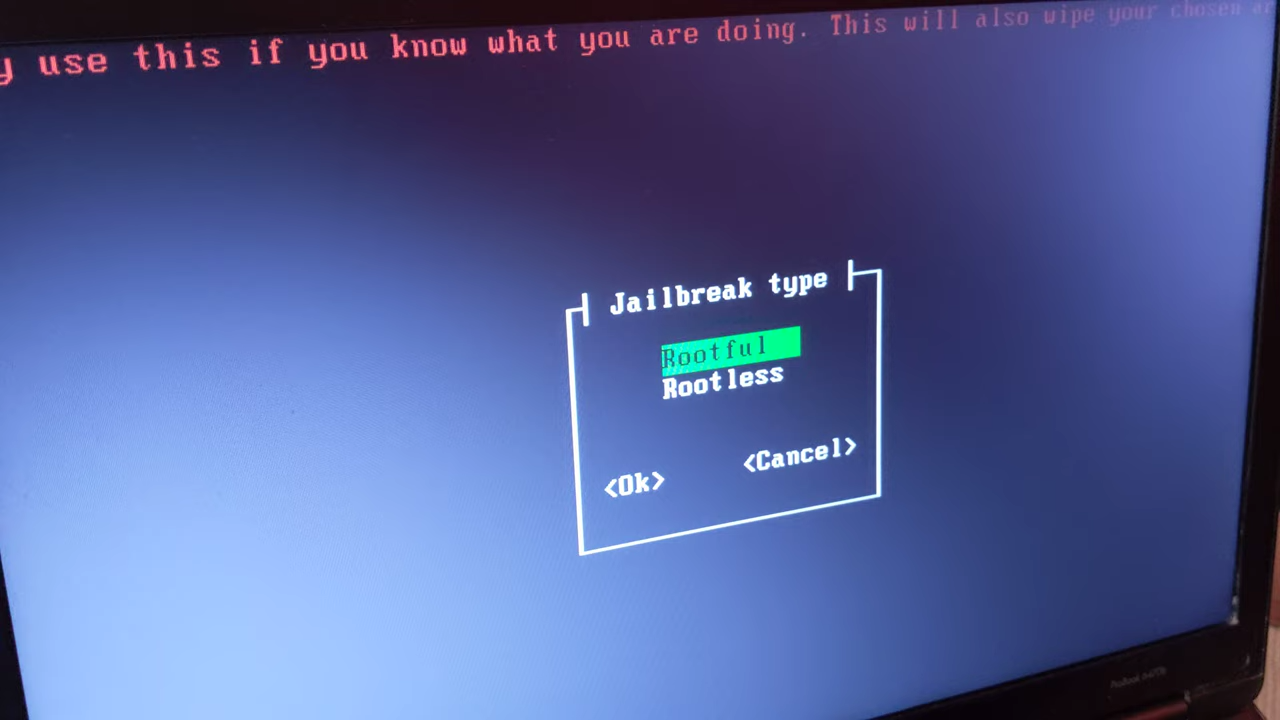 use this if you know what you are doing. This will also wipe your chosen
Jailbreak type
Rootful
Rootless
<Ok> <Cancel>
ProBook